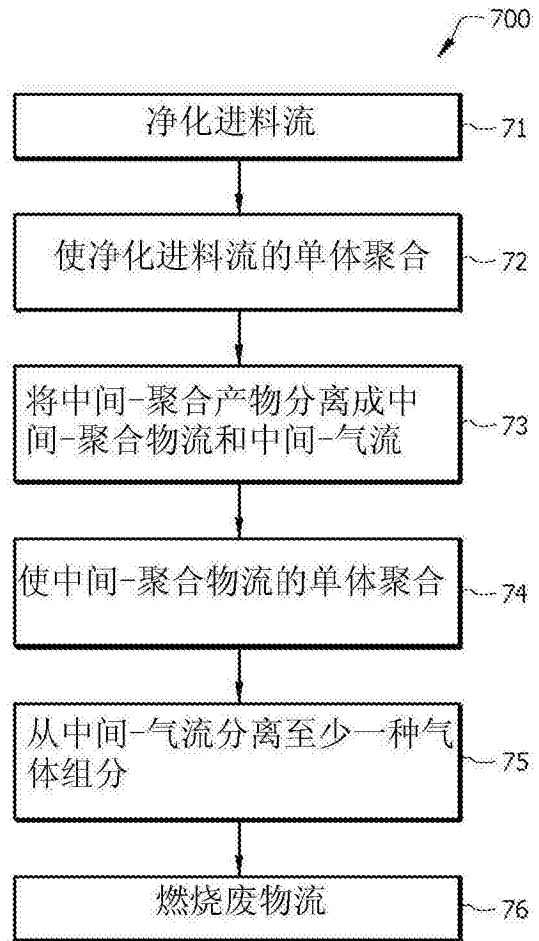 700
净化进料流
71
使净化进料流的单体聚合
72
将中间-聚合产物分离成中
间-聚合物流和中间-气流
73
使中间-聚合物流的单体聚合
74
从中间-气流分离至少一种气
体组分
75
燃烧废物流
76